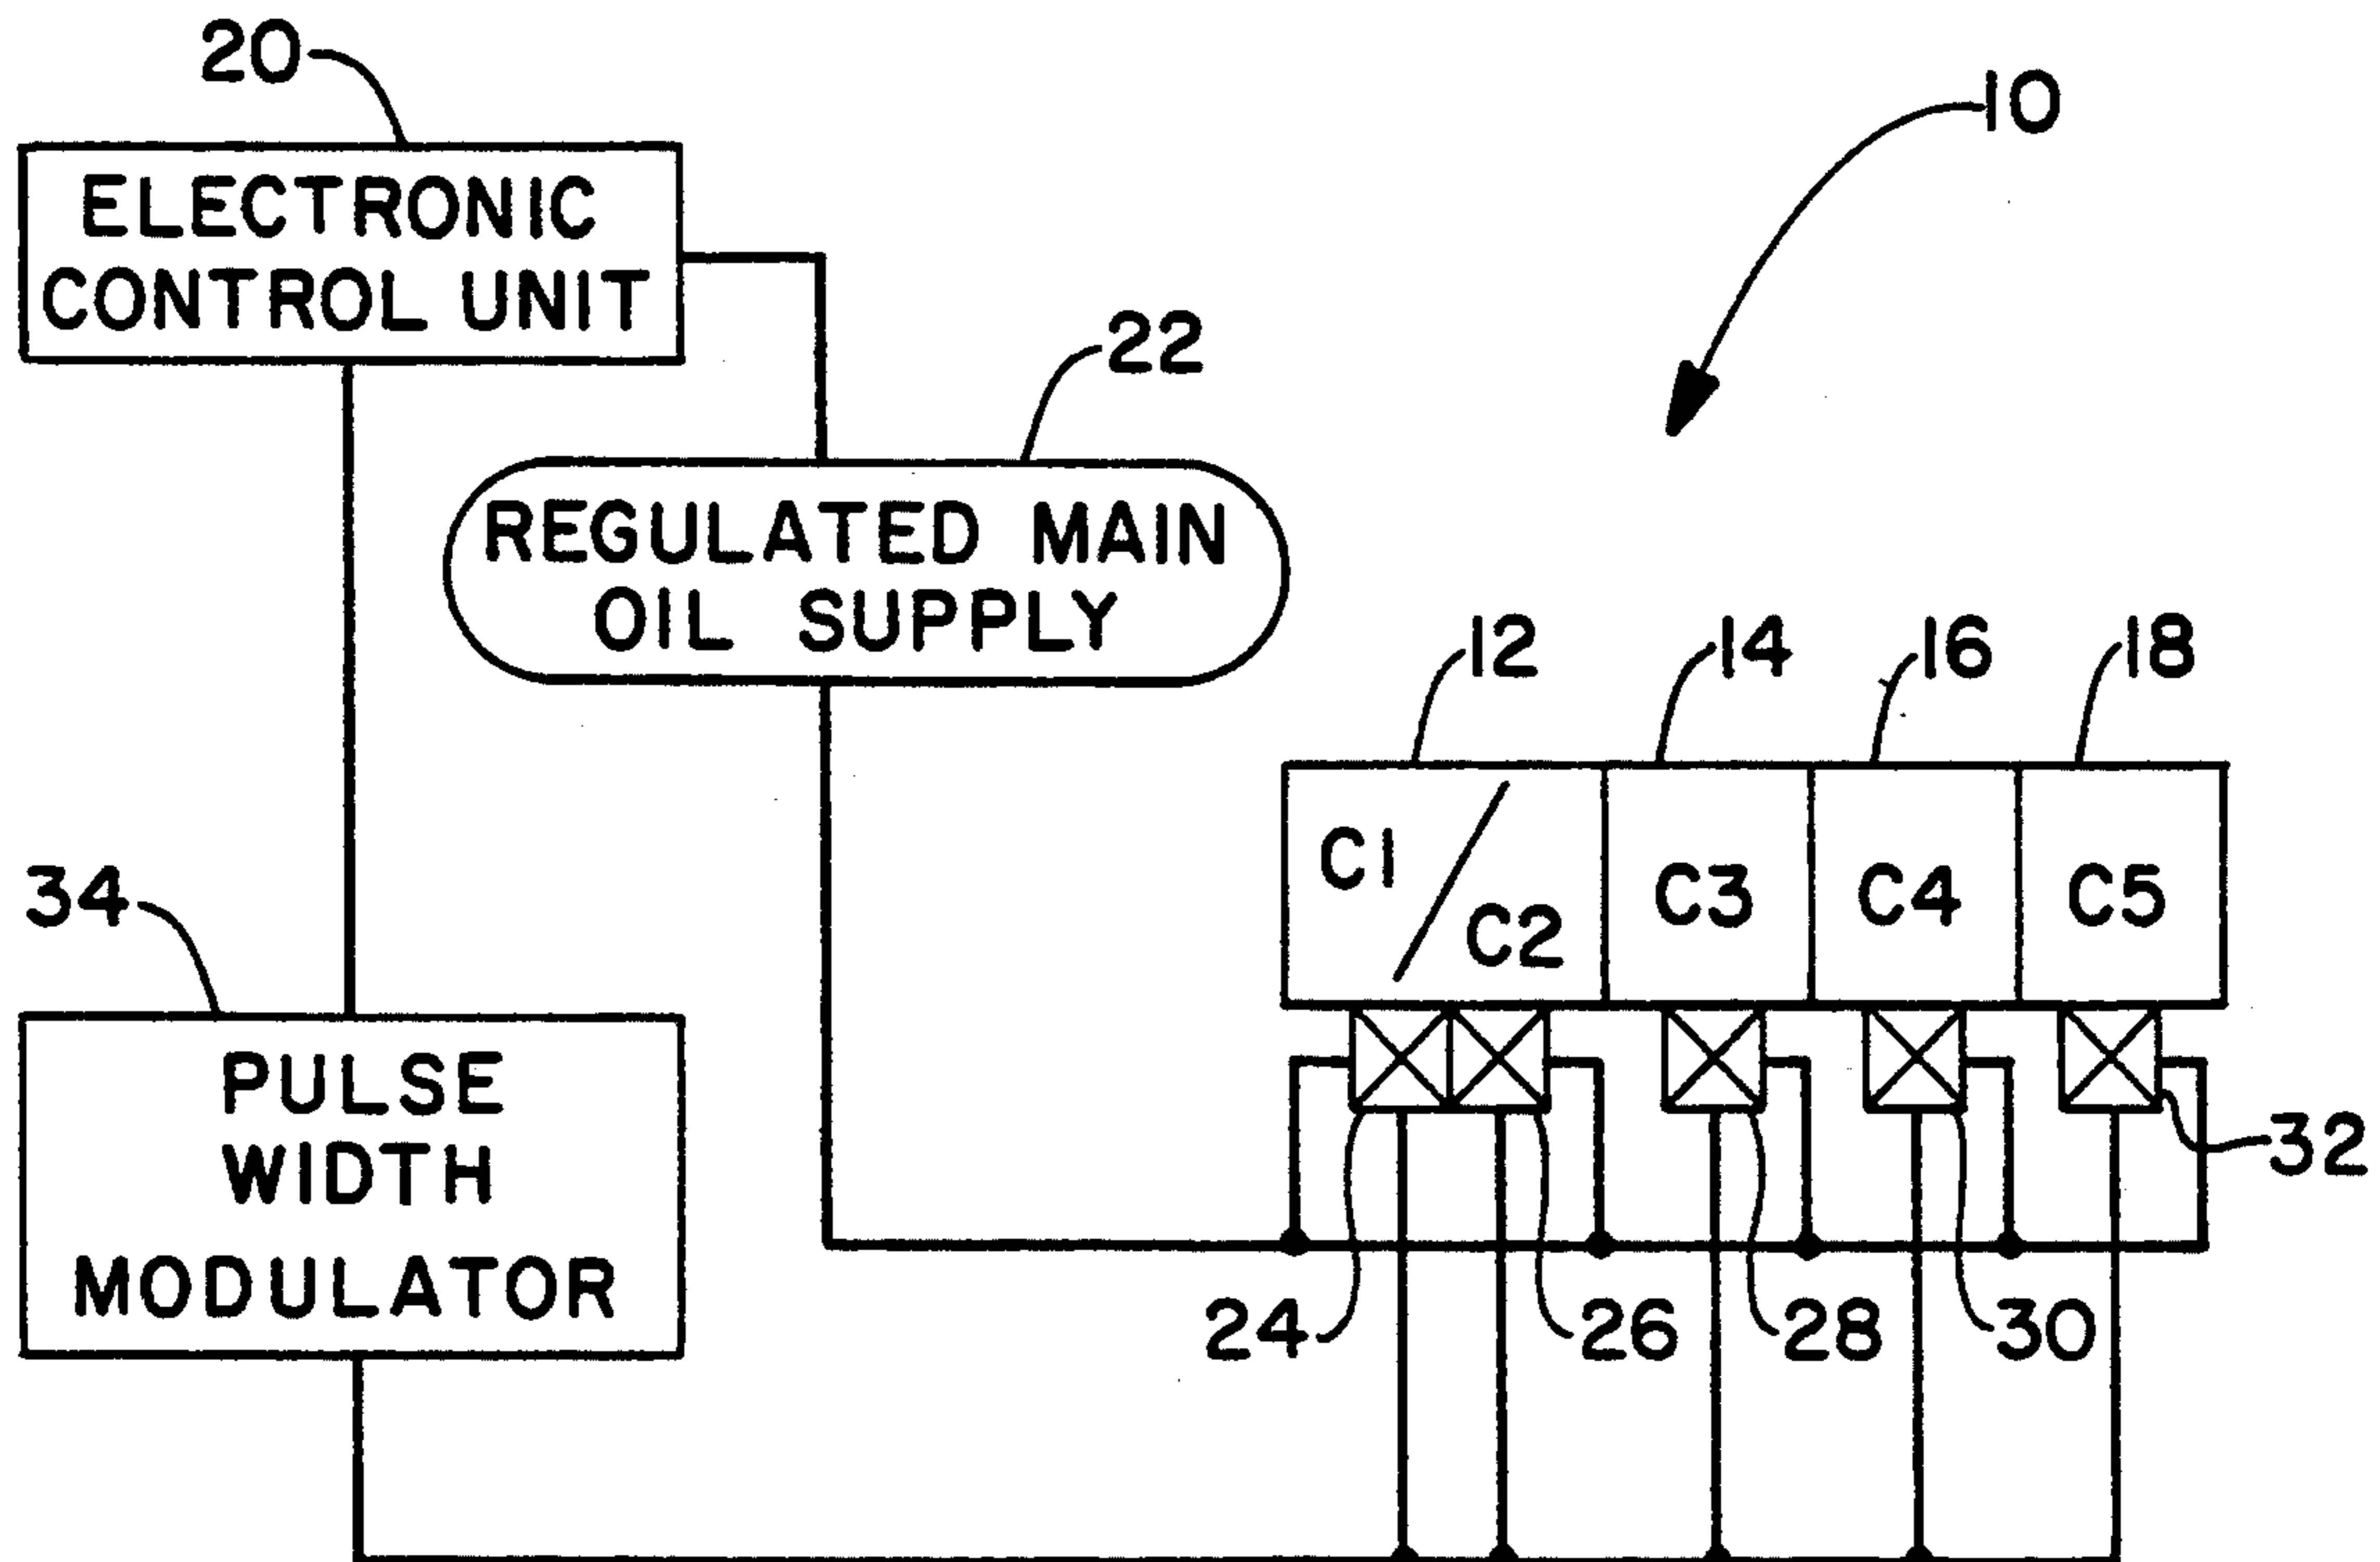 20
10
ELECTRONIC
CONTROL UNIT
22
REGULATED MAIN
OIL SUPPLY
12
14
16
18
C1
C2
C3
C4
C5
34
PULSE
WIDTH
MODULATOR
32
24
26
28
30